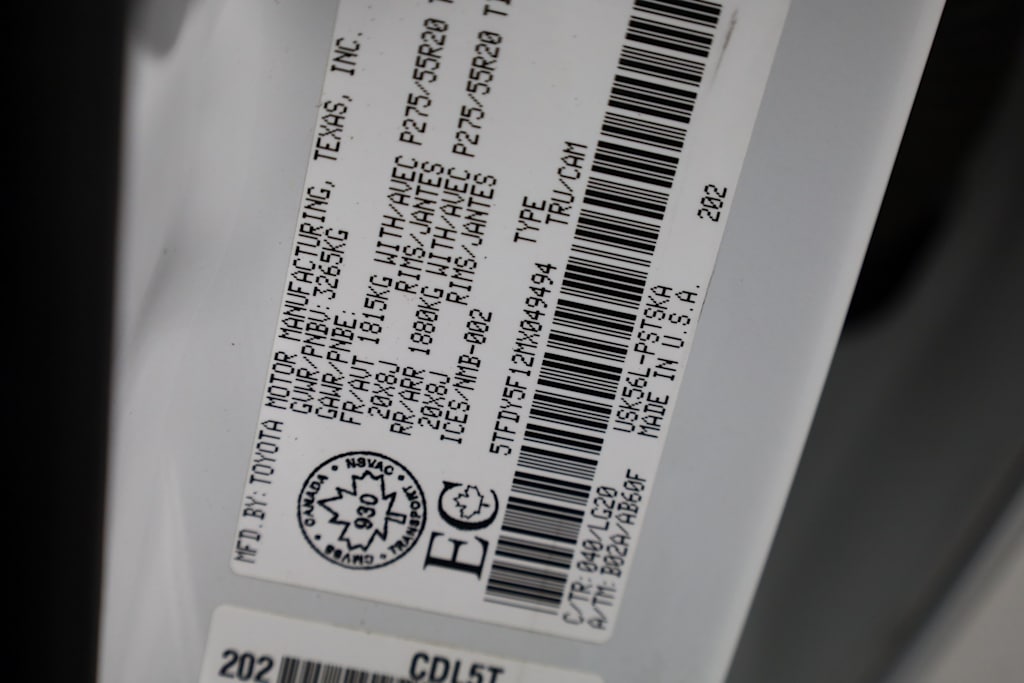 MFD. BY: TOYOTA MOTOR MANUFACTURING, TEXAS, INC.
GVWR/PNBV: 3265KG
GAWR/PNBE:
FR/AVT 1815KG WITH/AVEC P275/55R20
20X8J RIMS/JANTES
RR/ARR 1880KG WITH/AVEC P275/55R20
20X8J RIMS/JANTES
ICES/NMB-002
CANADA • NSVAC • TRANSPORT • CMVSS •
930
EC
5TFDY5F12MX049494 TYPE TRU/CAM
C/TR: 040/LG20 USK56L-PSTSKA
A/TM: B02A/AB60F MADE IN U.S.A. 202
202 CDL5T